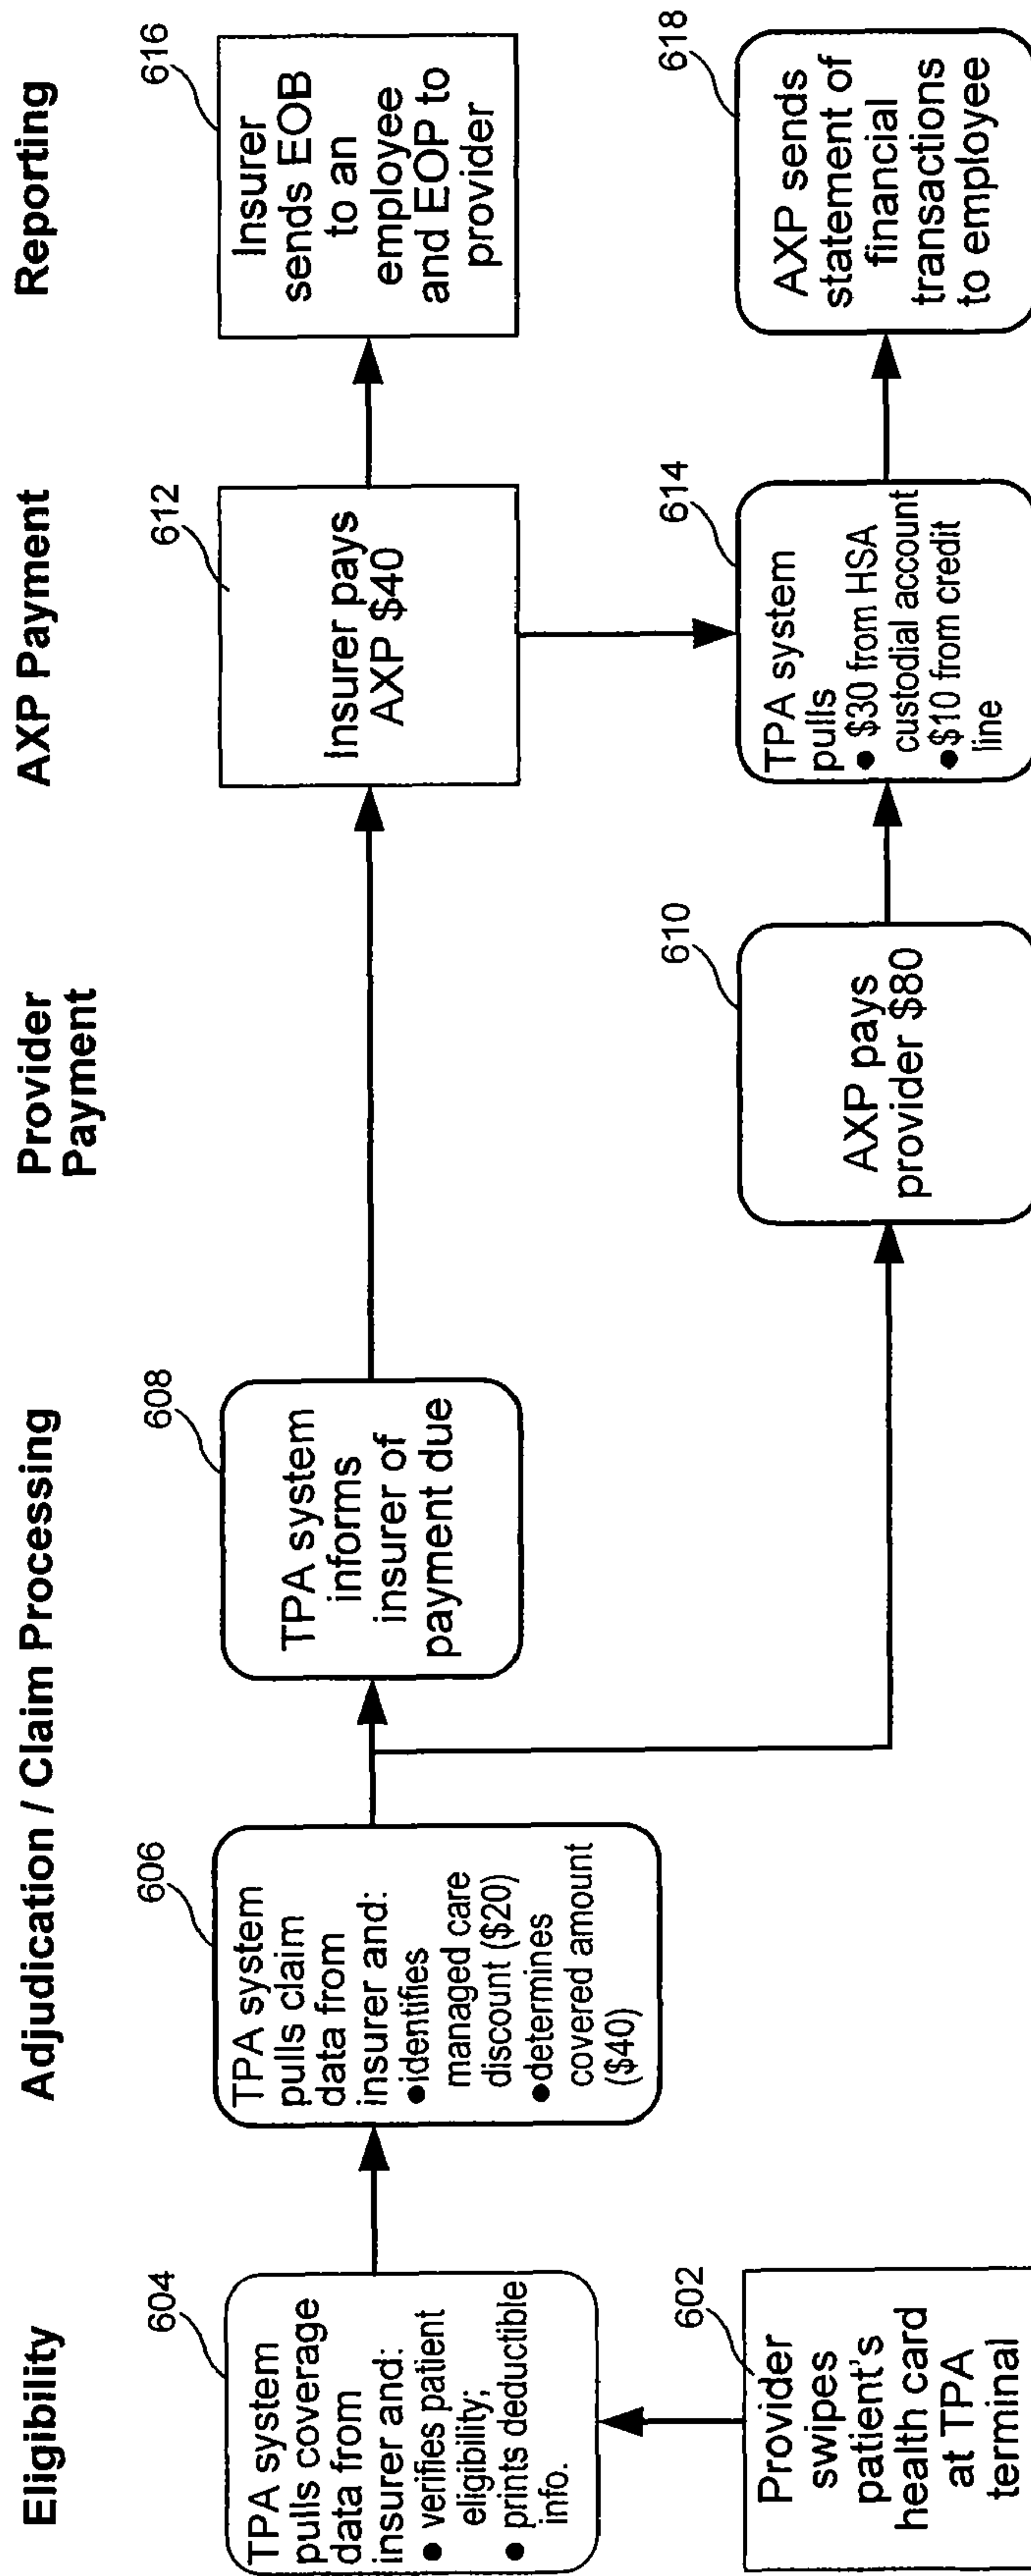 Eligibility
Adjudication / Claim Processing
Provider
Payment
AXP Payment
Reporting
604
TPA system
pulls coverage
data from
insurer and:
• verifies patient
eligibility;
• prints deductible
info.
602
Provider
swipes
patient's
health card
at TPA
terminal
606
TPA system
pulls claim
data from
insurer and:
•identifies
managed care
discount ($20)
•determines
covered amount
($40)
608
TPA system
informs
insurer of
payment due
610
AXP pays
provider $80
612
Insurer pays
AXP $40
614
TPA system
pulls
• $30 from HSA
custodial account
• $10 from credit
line
616
Insurer
sends EOB
to an
employee
and EOP to
provider
618
AXP sends
statement of
financial
transactions
to employee